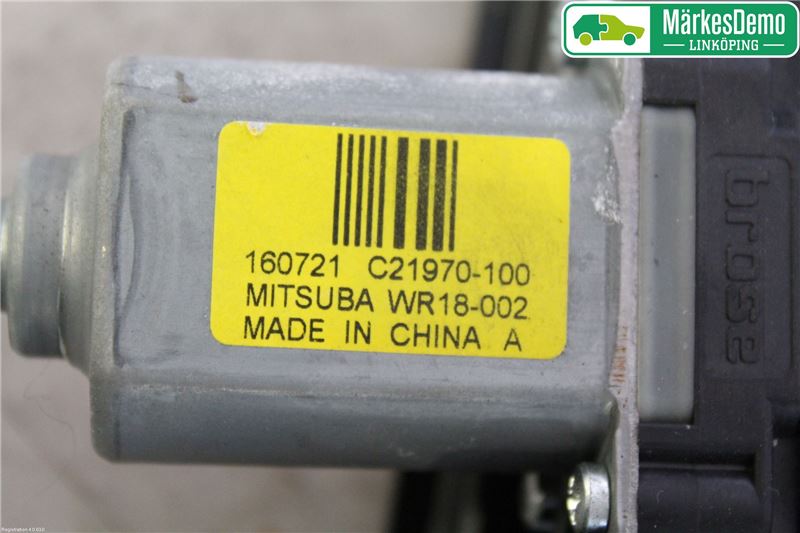 MärkesDemo
LINKÖPING
160721 C21970-100
MITSUBA WR18-002
MADE IN CHINA A
brose